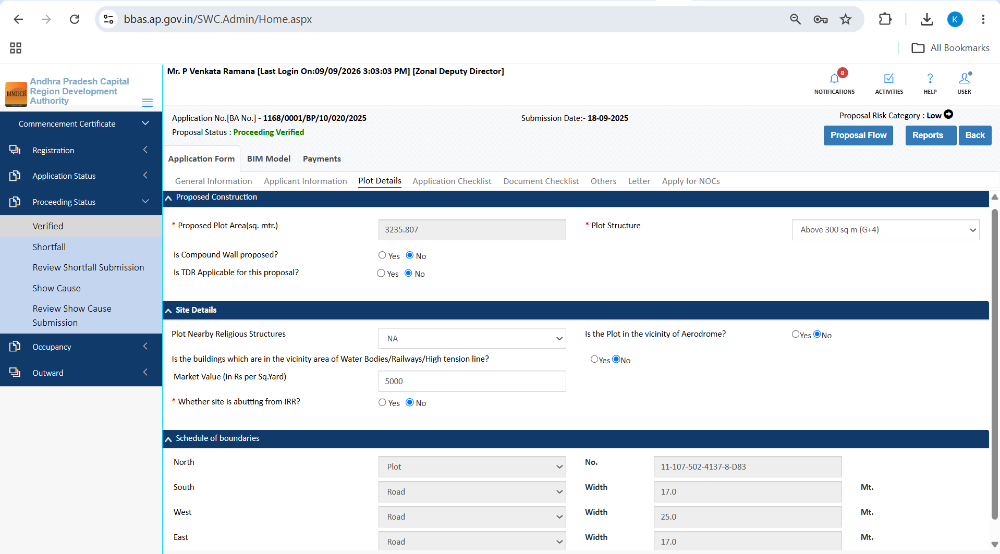 bbas.ap.gov.in/SWC.Admin/Home.aspx
K
All Bookmarks
BIMDCR
Andhra Pradesh Capital
Region Development
Authority
Mr. P Venkata Ramana [Last Login On:09/09/2026 3:03:03 PM] [Zonal Deputy Director]
0
NOTIFICATIONS
ACTIVITIES
HELP
USER
Commencement Certificate
Registration
Application Status
Proceeding Status
Verified
Shortfall
Review Shortfall Submission
Show Cause
Review Show Cause
Submission
Occupancy
Outward
Application No.[BA No.] - 1168/0001/BP/10/020/2025
Submission Date:- 18-09-2025
Proposal Risk Category : Low
Proposal Status : Proceeding Verified
Proposal Flow
Reports
Back
Application Form
BIM Model
Payments
General Information
Applicant Information
Plot Details
Application Checklist
Document Checklist
Others
Letter
Apply for NOCs
Proposed Construction
* Proposed Plot Area(sq. mtr.)
3235.807
* Plot Structure
Above 300 sq m (G+4)
Is Compound Wall proposed?
Yes No
Is TDR Applicable for this proposal?
Yes No
Site Details
Plot Nearby Religious Structures
NA
Is the Plot in the vicinity of Aerodrome?
Yes No
Is the buildings which are in the vicinity area of Water Bodies/Railways/High tension line?
Yes No
Market Value (in Rs per Sq.Yard)
5000
* Whether site is abutting from IRR?
Yes No
Schedule of boundaries
North
Plot
No.
11-107-502-4137-8-D83
South
Road
Width
17.0
Mt.
West
Road
Width
25.0
Mt.
East
Road
Width
17.0
Mt.